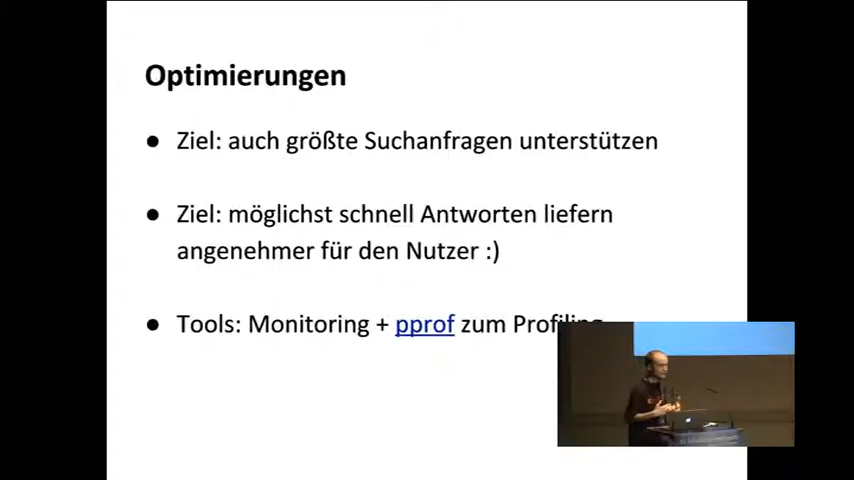 Optimierungen
● Ziel: auch größte Suchanfragen unterstützen
● Ziel: möglichst schnell Antworten liefern
angenehmer für den Nutzer :)
● Tools: Monitoring + pprof zum Profiling